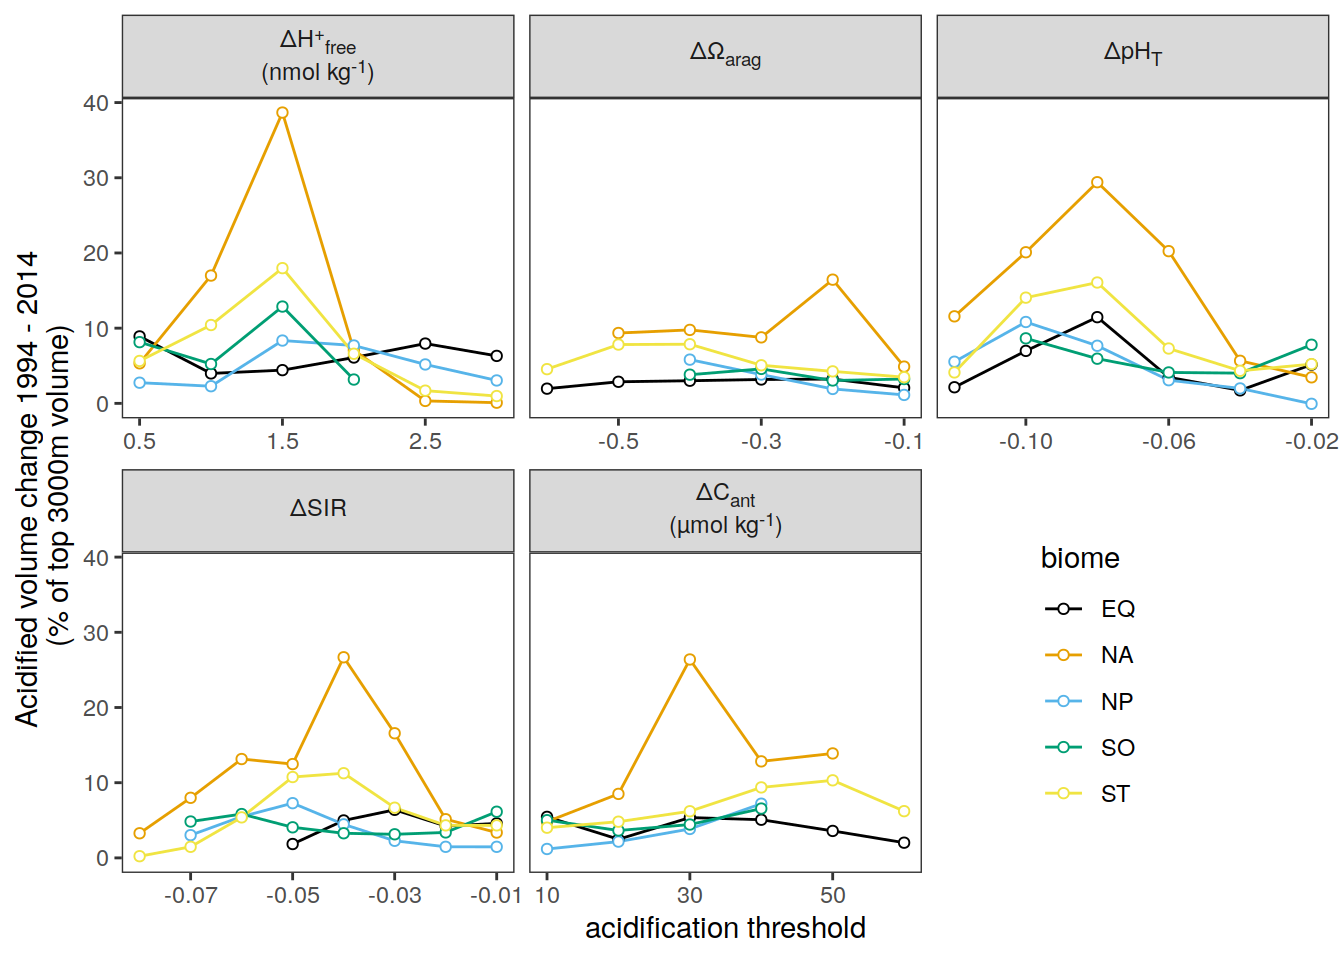 ΔH⁺free
(nmol kg⁻¹)
ΔΩarag
ΔpHT
40
30
20
10
0
0.5 1.5 2.5
-0.5 -0.3 -0.1
-0.10 -0.06 -0.02
Acidified volume change 1994 - 2014
(% of top 3000m volume)
ΔSIR
ΔCant
(μmol kg⁻¹)
40
30
20
10
0
-0.07 -0.05 -0.03 -0.01
10 30 50
acidification threshold
biome
EQ
NA
NP
SO
ST